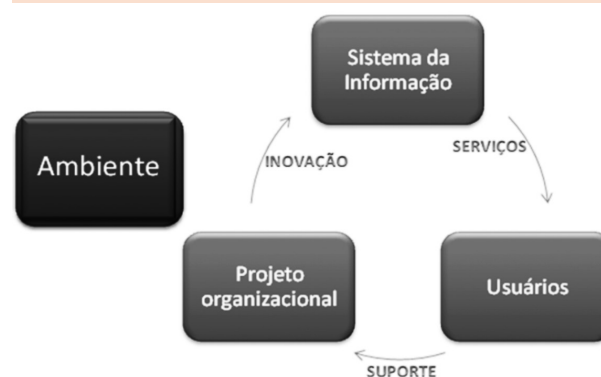 Sistema da
Informação
Ambiente
INOVAÇÃO
SERVIÇOS
Projeto
organizacional
Usuários
SUPORTE